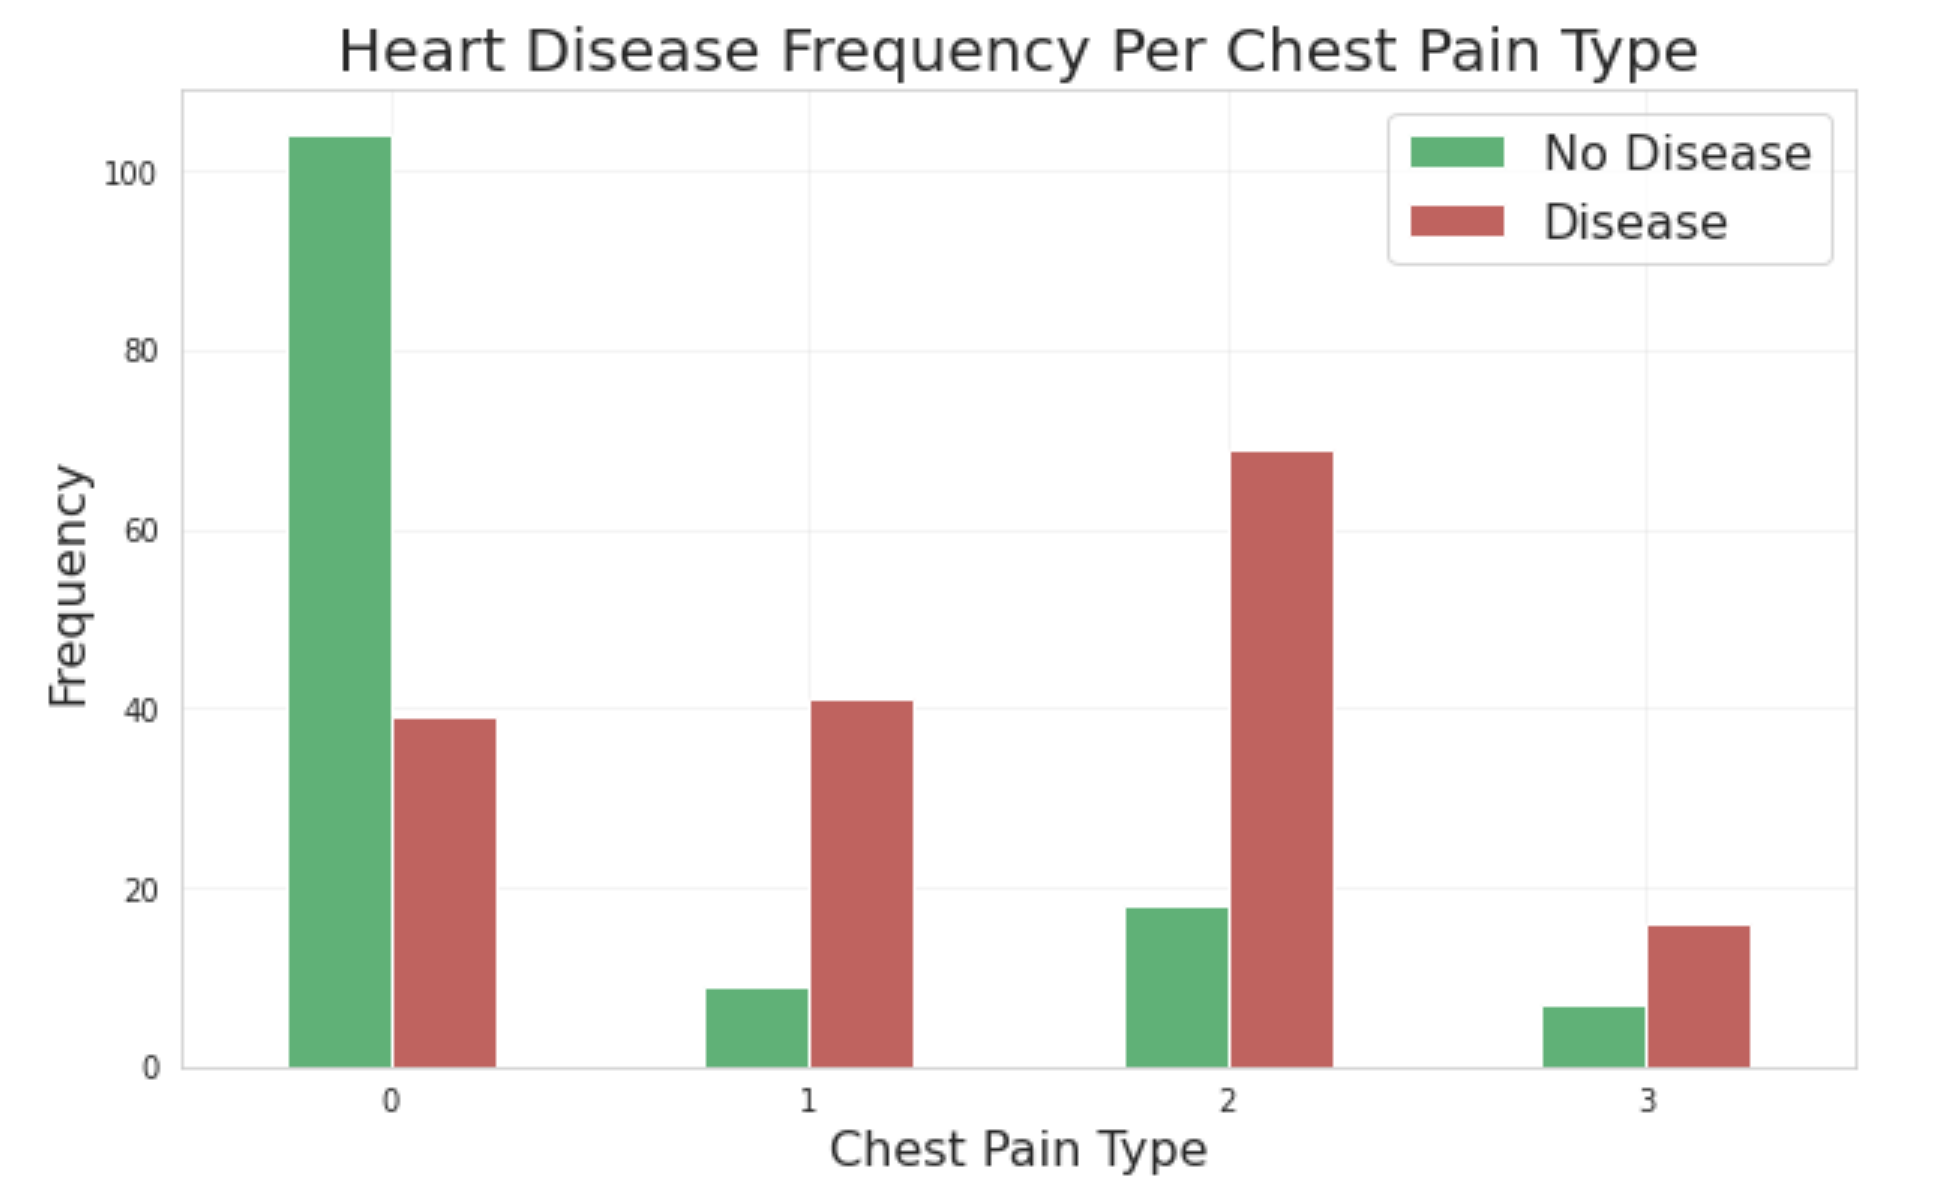 Heart Disease Frequency Per Chest Pain Type
No Disease
Disease
100
80
60
40
20
0
Frequency
0 1 2 3
Chest Pain Type